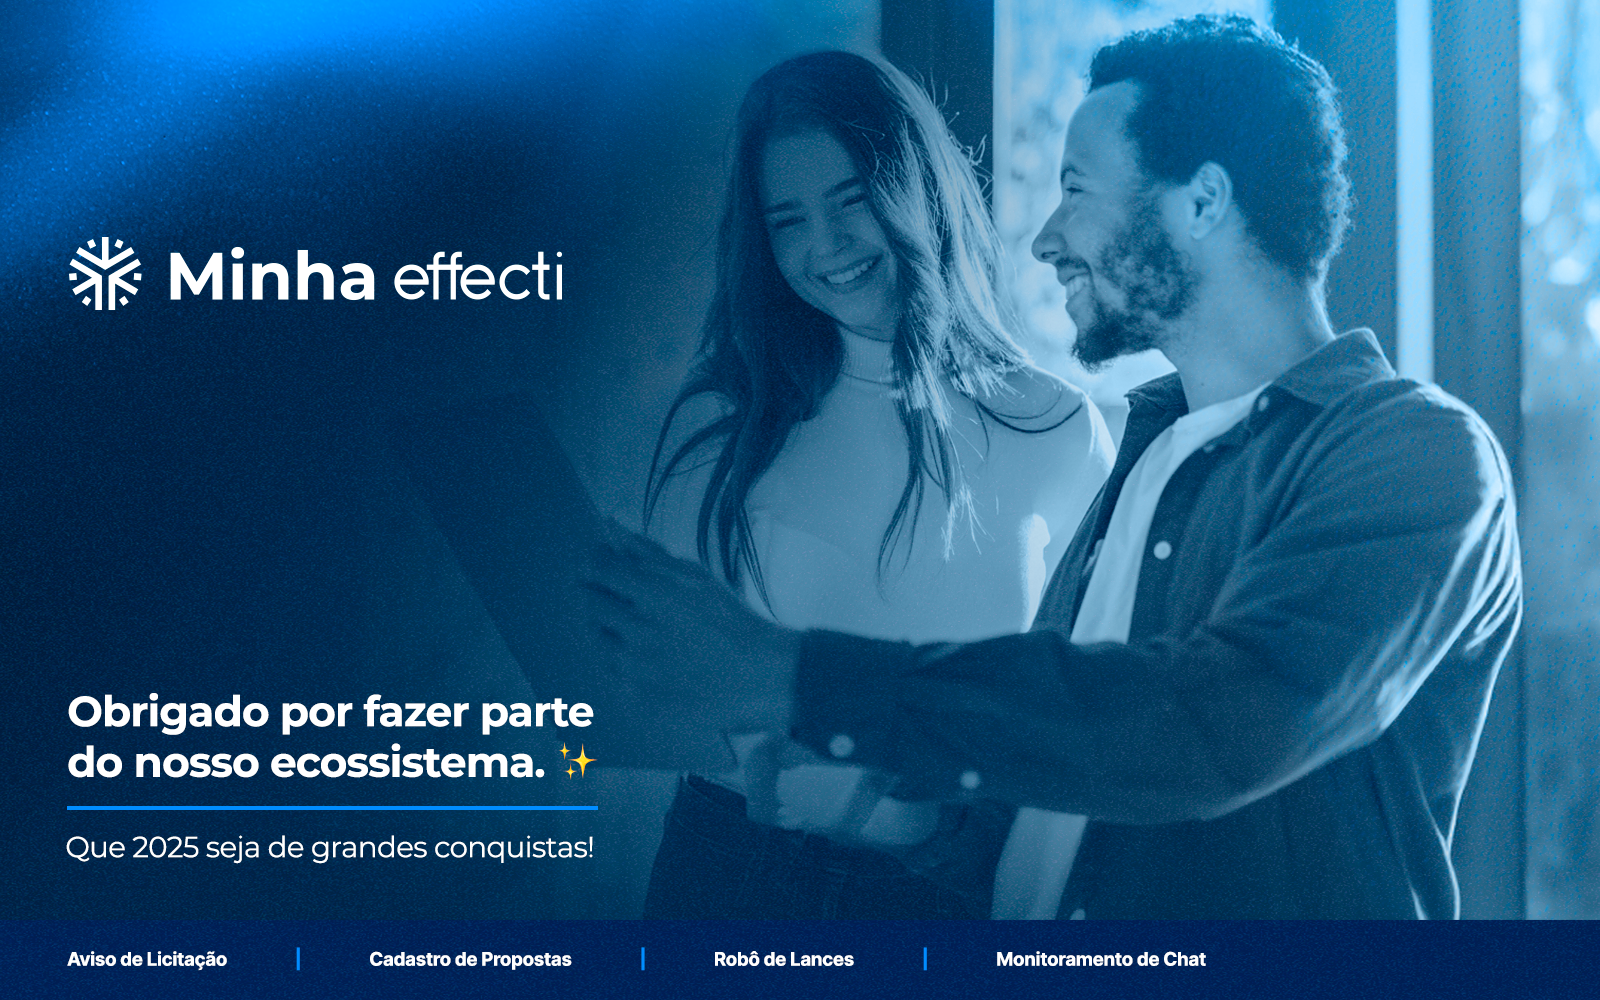 Minha effecti
Obrigado por fazer parte
do nosso ecossistema. ✨
Que 2025 seja de grandes conquistas!
Aviso de Licitação | Cadastro de Propostas | Robô de Lances | Monitoramento de Chat